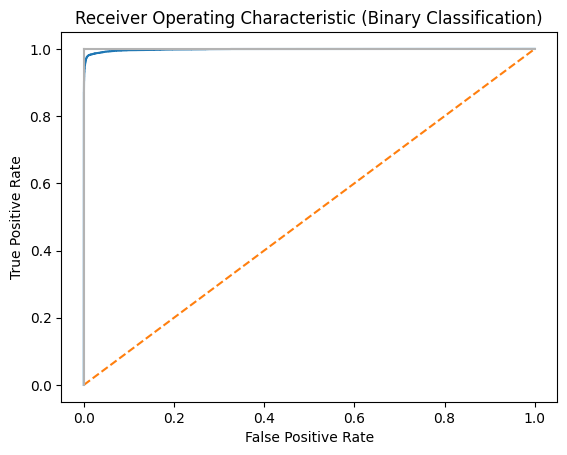 Receiver Operating Characteristic (Binary Classification)
1.0
0.8
0.6
0.4
0.2
0.0
True Positive Rate
0.0 0.2 0.4 0.6 0.8 1.0
False Positive Rate